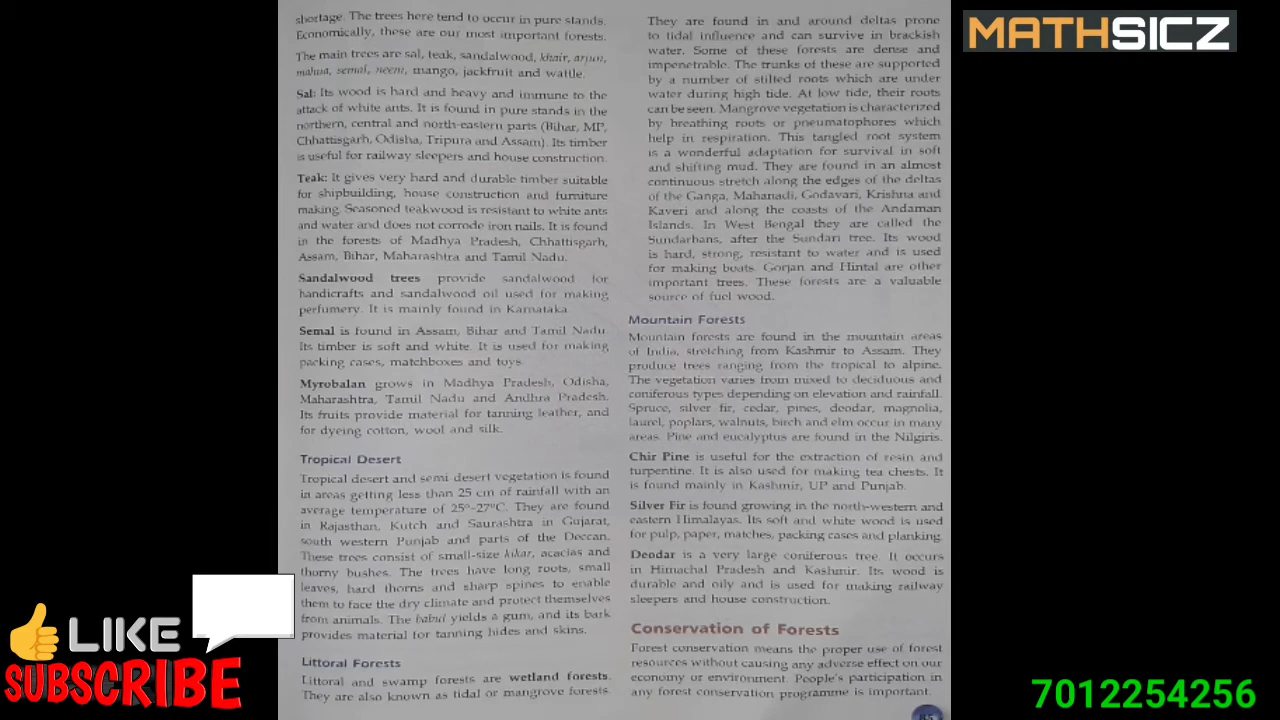 shortage. The trees here tend to occur in pure stands.
Economically, these are our most important forests.
The main trees are sal, teak, sandalwood, khair, arjun,
mahua, semal, neem, mango, jackfruit and wattle.
Sal: Its wood is hard and heavy and immune to the
attack of white ants. It is found in pure stands in the
northern, central and north-eastern parts (Bihar, MP,
Chhattisgarh, Odisha, Tripura and Assam). Its timber
is useful for railway sleepers and house construction.
Teak: It gives very hard and durable timber suitable
for shipbuilding, house construction and furniture
making. Seasoned teakwood is resistant to white ants
and water and does not corrode iron nails. It is found
in the forests of Madhya Pradesh, Chhattisgarh,
Assam, Bihar, Maharashtra and Tamil Nadu.
Sandalwood trees provide sandalwood for
handicrafts and sandalwood oil used for making
perfumery. It is mainly found in Karnataka.
Semal is found in Assam, Bihar and Tamil Nadu.
Its timber is soft and white. It is used for making
packing cases, matchboxes and toys.
Myrobalan grows in Madhya Pradesh, Odisha,
Maharashtra, Tamil Nadu and Andhra Pradesh.
Its fruits provide material for tanning leather, and
for dyeing cotton, wool and silk.
Tropical Desert
Tropical desert and semi-desert vegetation is found
in areas getting less than 25 cm of rainfall with an
average temperature of 25°–27°C. They are found
in Rajasthan, Kutch and Saurashtra in Gujarat,
south western Punjab and parts of the Deccan.
These trees consist of small-size kikar, acacias and
thorny bushes. The trees have long roots, small
leaves, hard thorns and sharp spines to enable
them to face the dry climate and protect themselves
from animals. The babul yields a gum, and its bark
provides material for tanning hides and skins.
Littoral Forests
Littoral and swamp forests are wetland forests.
They are also known as tidal or mangrove forests.
They are found in and around deltas prone
to tidal influence and can survive in brackish
water. Some of these forests are dense and
impenetrable. The trunks of these are supported
by a number of stilted roots which are under
water during high tide. At low tide, their roots
can be seen. Mangrove vegetation is characterized
by breathing roots or pneumatophores which
help in respiration. This tangled root system
is a wonderful adaptation for survival in soft
and shifting mud. They are found in an almost
continuous stretch along the edges of the deltas
of the Ganga, Mahanadi, Godavari, Krishna and
Kaveri and along the coasts of the Andaman
Islands. In West Bengal they are called the
Sundarbans, after the Sundari tree. Its wood
is hard, strong, resistant to water and is used
for making boats. Gorjan and Hintal are other
important trees. These forests are a valuable
source of fuel wood.
Mountain Forests
Mountain forests are found in the mountain areas
of India, stretching from Kashmir to Assam. They
produce trees ranging from the tropical to alpine.
The vegetation varies from mixed to deciduous and
coniferous types depending on elevation and rainfall.
Spruce, silver fir, cedar, pines, deodar, magnolia,
laurel, poplars, walnuts, birch and elm occur in many
areas. Pine and eucalyptus are found in the Nilgiris.
Chir Pine is useful for the extraction of resin and
turpentine. It is also used for making tea chests. It
is found mainly in Kashmir, UP and Punjab.
Silver Fir is found growing in the north-western and
eastern Himalayas. Its soft and white wood is used
for pulp, paper, matches, packing cases and planking.
Deodar is a very large coniferous tree. It occurs
in Himachal Pradesh and Kashmir. Its wood is
durable and oily and is used for making railway
sleepers and house construction.
Conservation of Forests
Forest conservation means the proper use of forest
resources without causing any adverse effect on our
economy or environment. People's participation in
any forest conservation programme is important.
MATHSICZ
LIKE
SUBSCRIBE
7012254256